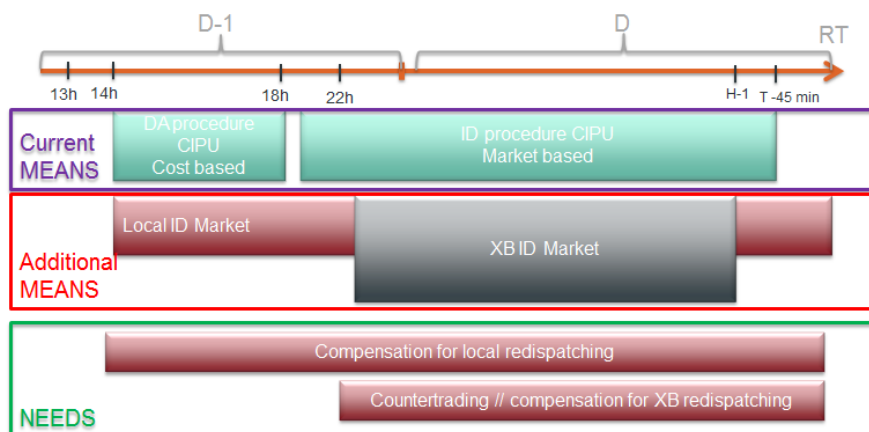 D-1
D
RT
13h
14h
18h
22h
H-1
T -45 min
Current
MEANS
DA procedure
CIPU
Cost based
ID procedure CIPU
Market based
Local ID Market
XB ID Market
Additional
MEANS
Compensation for local redispatching
Countertrading // compensation for XB redispatching
NEEDS